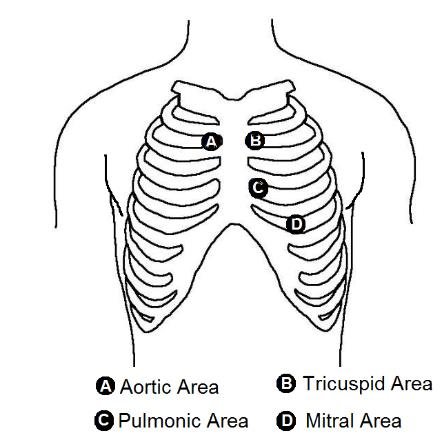 A B
C
D
A Aortic Area B Tricuspid Area
C Pulmonic Area D Mitral Area